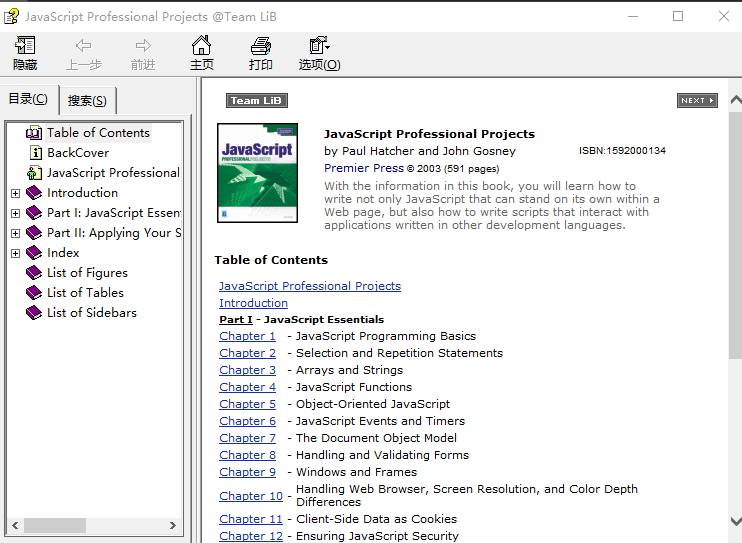 JavaScript Professional Projects @Team LiB
隐藏
上一步
前进
主页
打印
选项(O)
目录(C)
搜索(S)
Table of Contents
BackCover
JavaScript Professional
Introduction
Part I: JavaScript Essen
Part II: Applying Your S
Index
List of Figures
List of Tables
List of Sidebars
Team LiB
NEXT
JavaScript
PROFESSIONAL PROJECTS
JavaScript Professional Projects
by Paul Hatcher and John Gosney
ISBN:1592000134
Premier Press © 2003 (591 pages)
With the information in this book, you will learn how to
write not only JavaScript that can stand on its own within a
Web page, but also how to write scripts that interact with
applications written in other development languages.
Table of Contents
JavaScript Professional Projects
Introduction
Part I - JavaScript Essentials
Chapter 1 - JavaScript Programming Basics
Chapter 2 - Selection and Repetition Statements
Chapter 3 - Arrays and Strings
Chapter 4 - JavaScript Functions
Chapter 5 - Object-Oriented JavaScript
Chapter 6 - JavaScript Events and Timers
Chapter 7 - The Document Object Model
Chapter 8 - Handling and Validating Forms
Chapter 9 - Windows and Frames
Chapter 10 - Handling Web Browser, Screen Resolution, and Color Depth
Differences
Chapter 11 - Client-Side Data as Cookies
Chapter 12 - Ensuring JavaScript Security